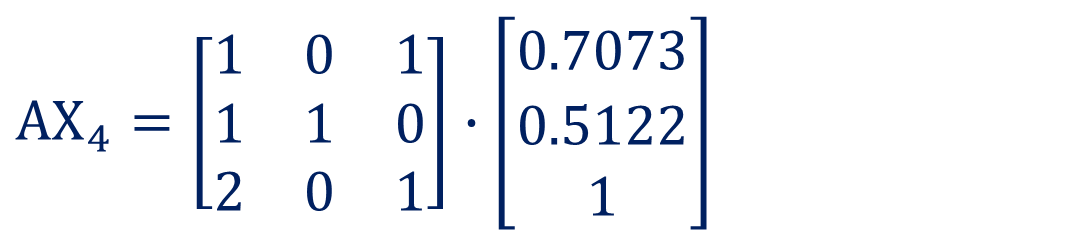 AX₄ = [1 0 1; 1 1 0; 2 0 1] · [0.7073; 0.5122; 1]